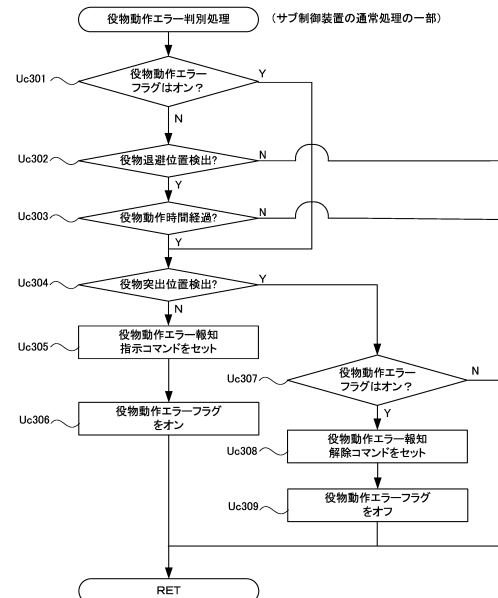 役物動作エラー判別処理
(サブ制御装置の通常処理の一部)
Uc301
役物動作エラー
フラグはオン?
Y
N
Uc302
役物退避位置検出?
N
Y
Uc303
役物動作時間経過?
N
Y
Uc304
役物突出位置検出?
Y
N
Uc305
役物動作エラー報知
指示コマンドをセット
Uc307
役物動作エラー
フラグはオン?
N
Y
Uc306
役物動作エラーフラグ
をオン
Uc308
役物動作エラー報知
解除コマンドをセット
Uc309
役物動作エラーフラグ
をオフ
RET